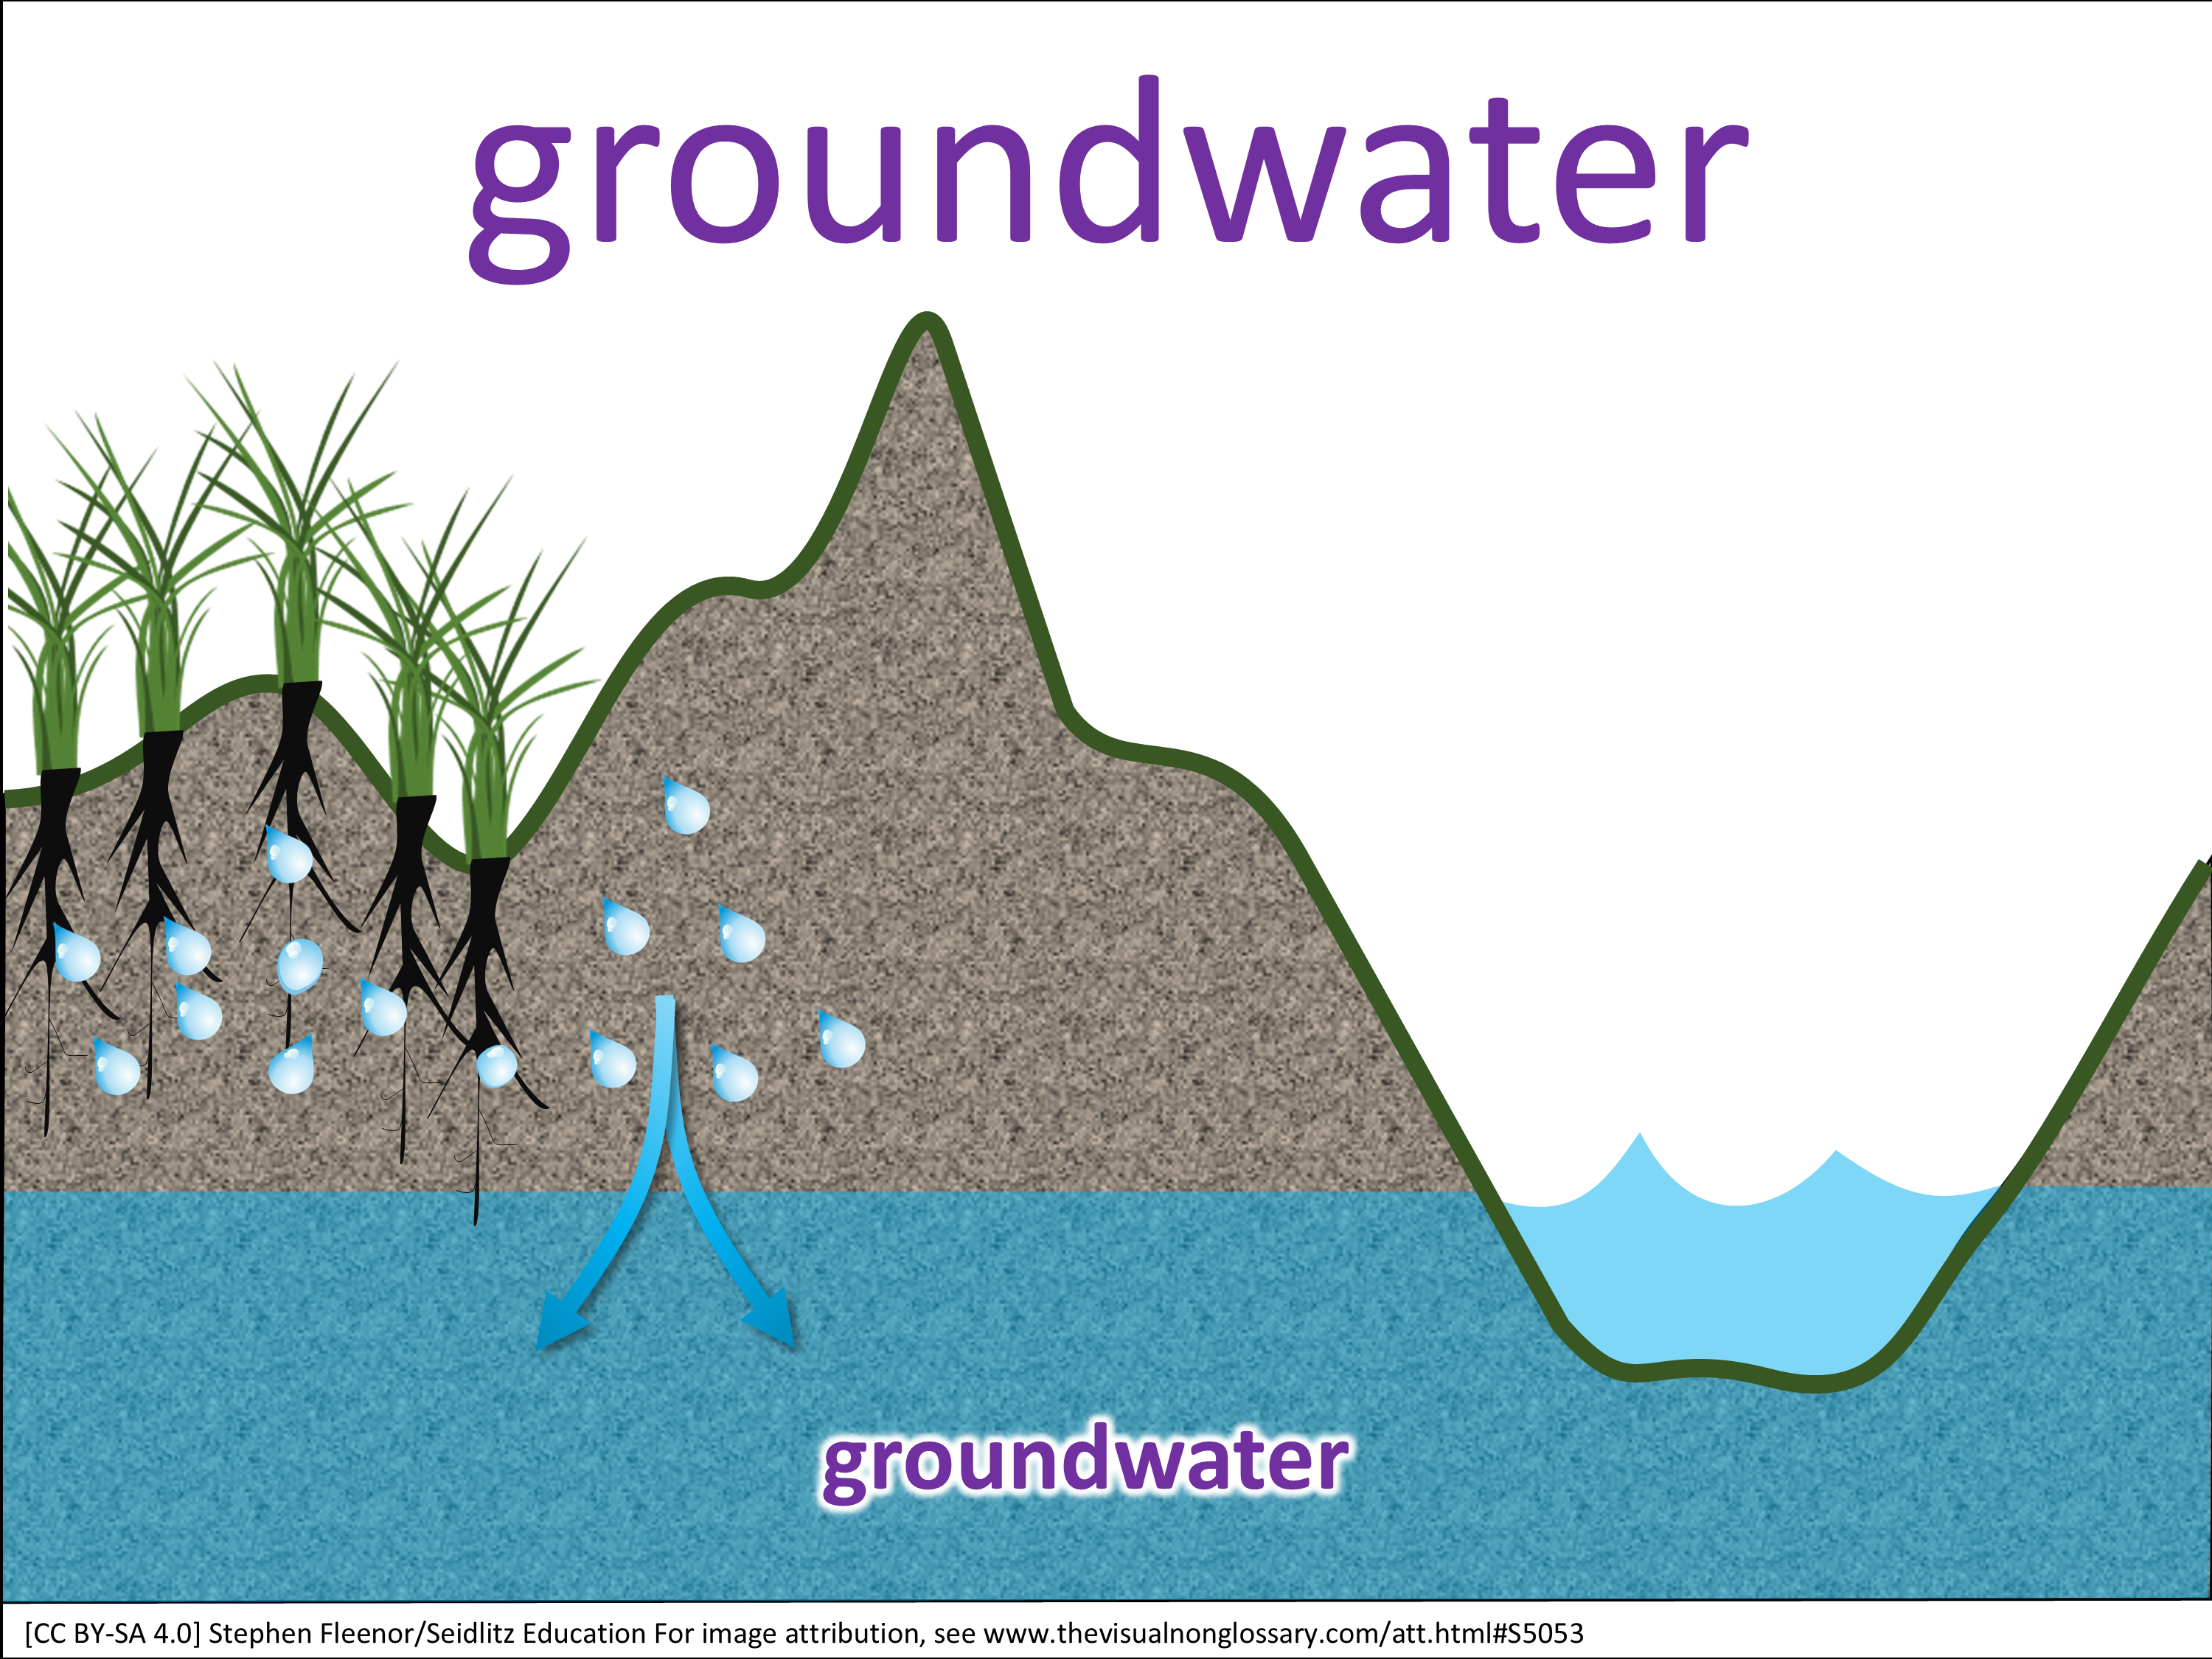 groundwater
groundwater
[CC BY-SA 4.0] Stephen Fleenor/Seidlitz Education For image attribution, see www.thevisualnonglossary.com/att.html#S5053